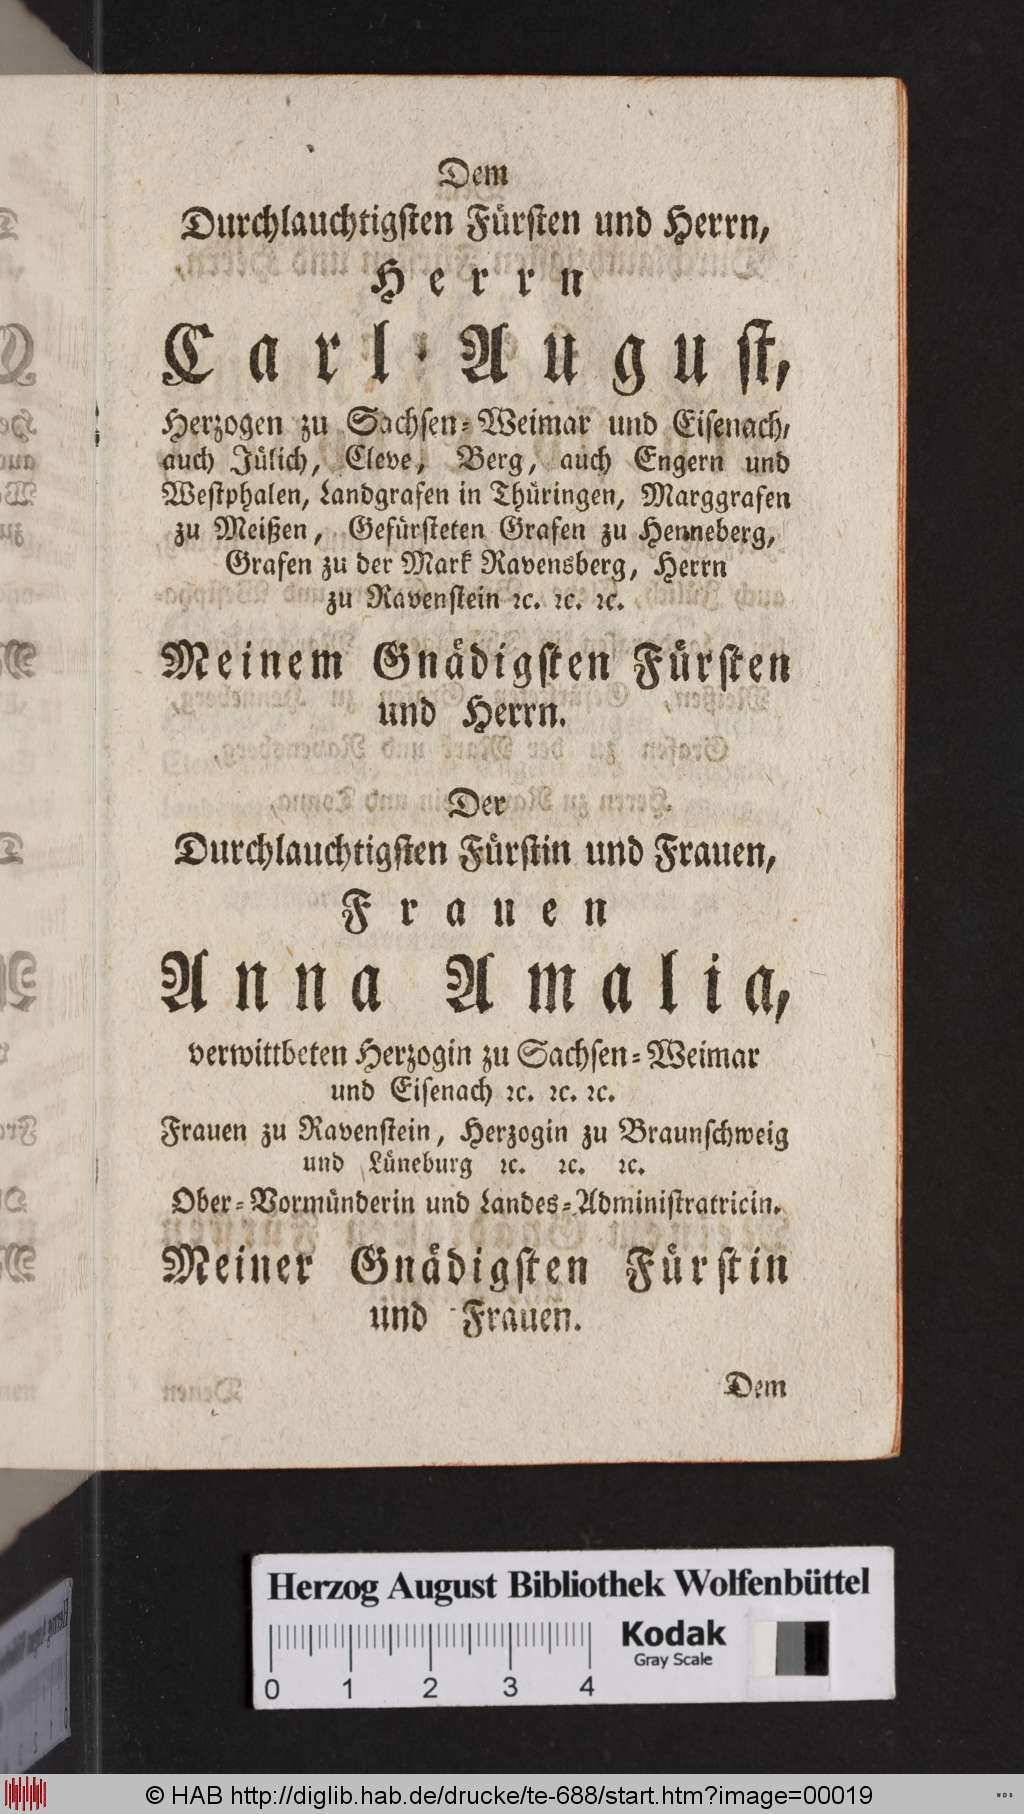 Dem
Durchlauchtigsten Fürsten und Herrn,
Herrn
Carl August,
Herzogen zu Sachsen-Weimar und Eisenach,
auch Jülich, Cleve, Berg, auch Engern und
Westphalen, Landgrafen in Thüringen, Marggrafen
zu Meißen, Gefürsteten Grafen zu Henneberg,
Grafen zu der Mark Ravensberg, Herrn
zu Ravenstein ꝛc. ꝛc. ꝛc.
Meinem Gnädigsten Fürsten
und Herrn.
Der
Durchlauchtigsten Fürstin und Frauen,
Frauen
Anna Amalia,
verwittbeten Herzogin zu Sachsen-Weimar
und Eisenach ꝛc. ꝛc. ꝛc.
Frauen zu Ravenstein, Herzogin zu Braunschweig
und Lüneburg ꝛc. ꝛc. ꝛc.
Ober-Vormünderin und Landes-Administratricin.
Meiner Gnädigsten Fürstin
und Frauen.
Dem
Herzog August Bibliothek Wolfenbüttel
Kodak
Gray Scale
0 1 2 3 4
© HAB http://diglib.hab.de/drucke/te-688/start.htm?image=00019